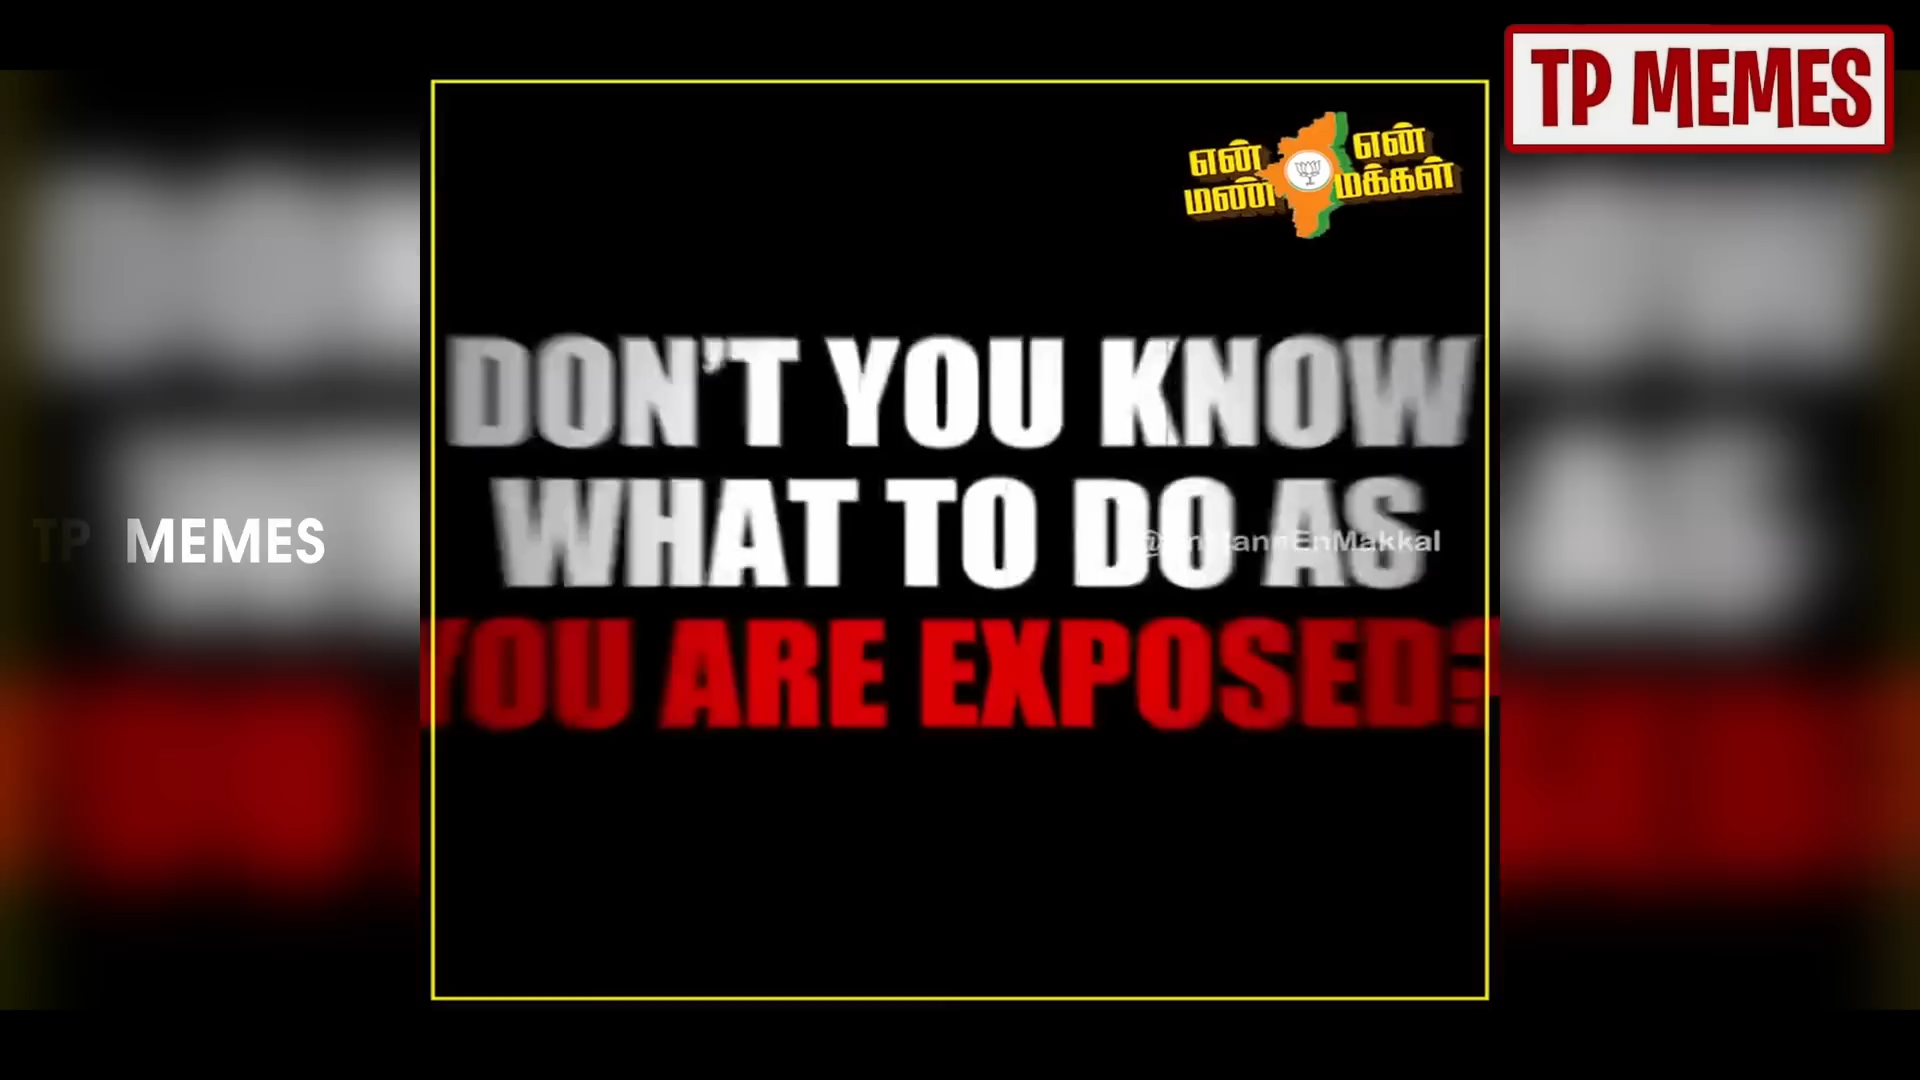 TP MEMES
என் என்
மண் மக்கள்
DON'T YOU KNOW
WHAT TO DO AS
TP MEMES
YOU ARE EXPOSED?